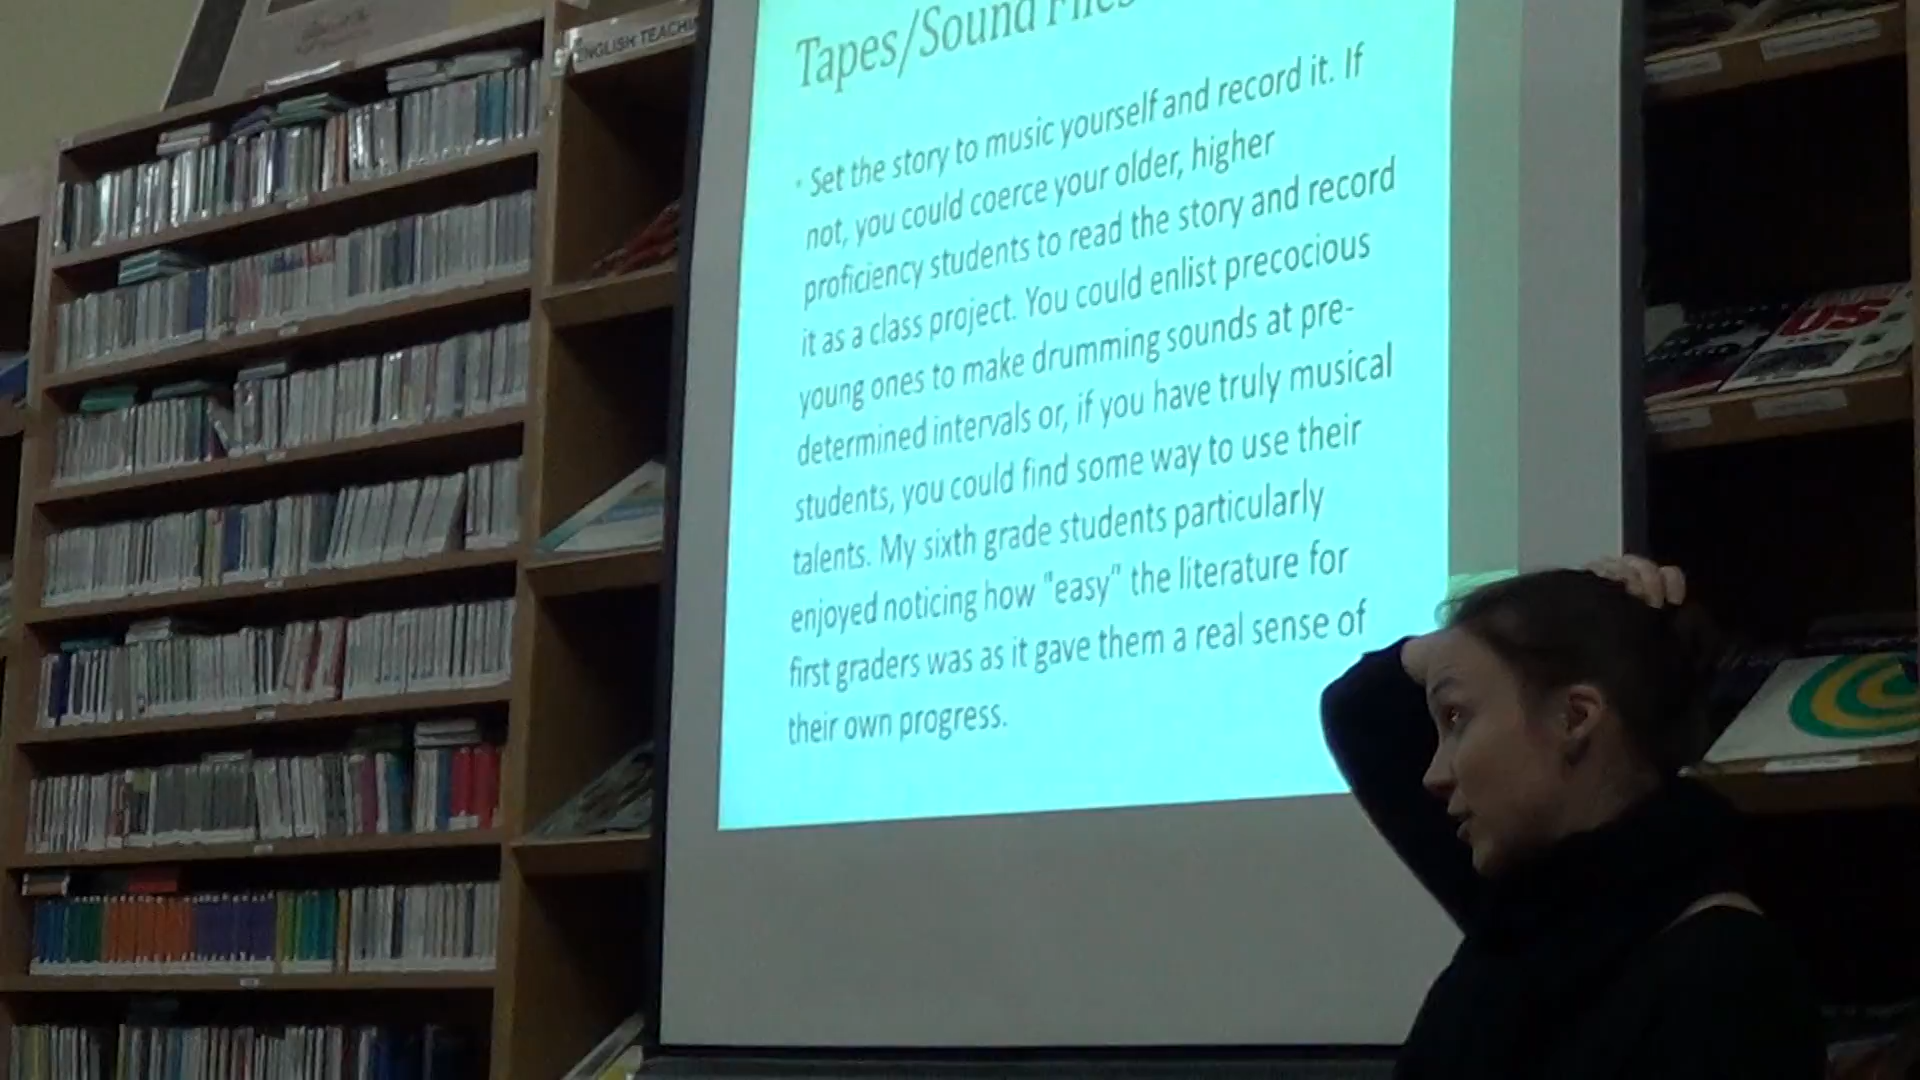 ENGLISH TEACHI
Tapes/Sound Files
• Set the story to music yourself and record it. If
not, you could coerce your older, higher
proficiency students to read the story and record
it as a class project. You could enlist precocious
young ones to make drumming sounds at pre-
determined intervals or, if you have truly musical
students, you could find some way to use their
talents. My sixth grade students particularly
enjoyed noticing how "easy" the literature for
first graders was as it gave them a real sense of
their own progress.
US